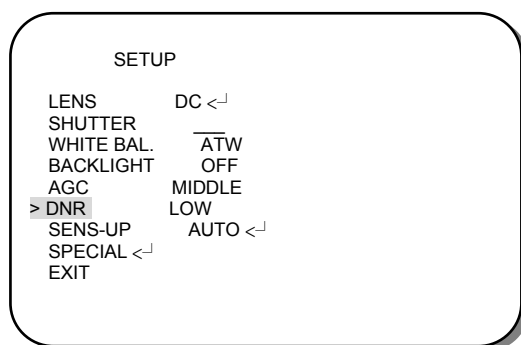 SETUP
LENS DC <┘
SHUTTER ___
WHITE BAL. ATW
BACKLIGHT OFF
AGC MIDDLE
> DNR LOW
SENS-UP AUTO <┘
SPECIAL <┘
EXIT